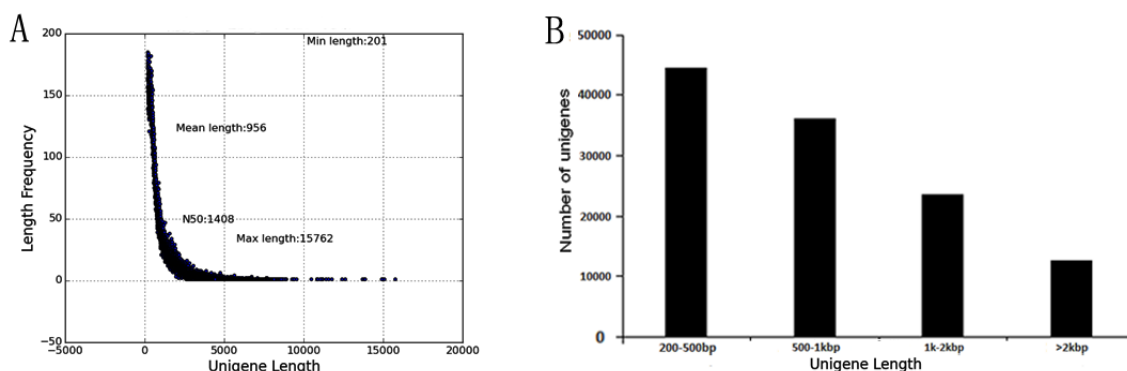 A
200
150
100
50
0
-50
-5000
0
5000
10000
15000
20000
Length Frequency
Unigene Length
Min length:201
Mean length:956
N50:1408
Max length:15762
B
50000
40000
30000
20000
10000
0
Number of unigenes
200-500bp
500-1kbp
1k-2kbp
>2kbp
Unigene Length